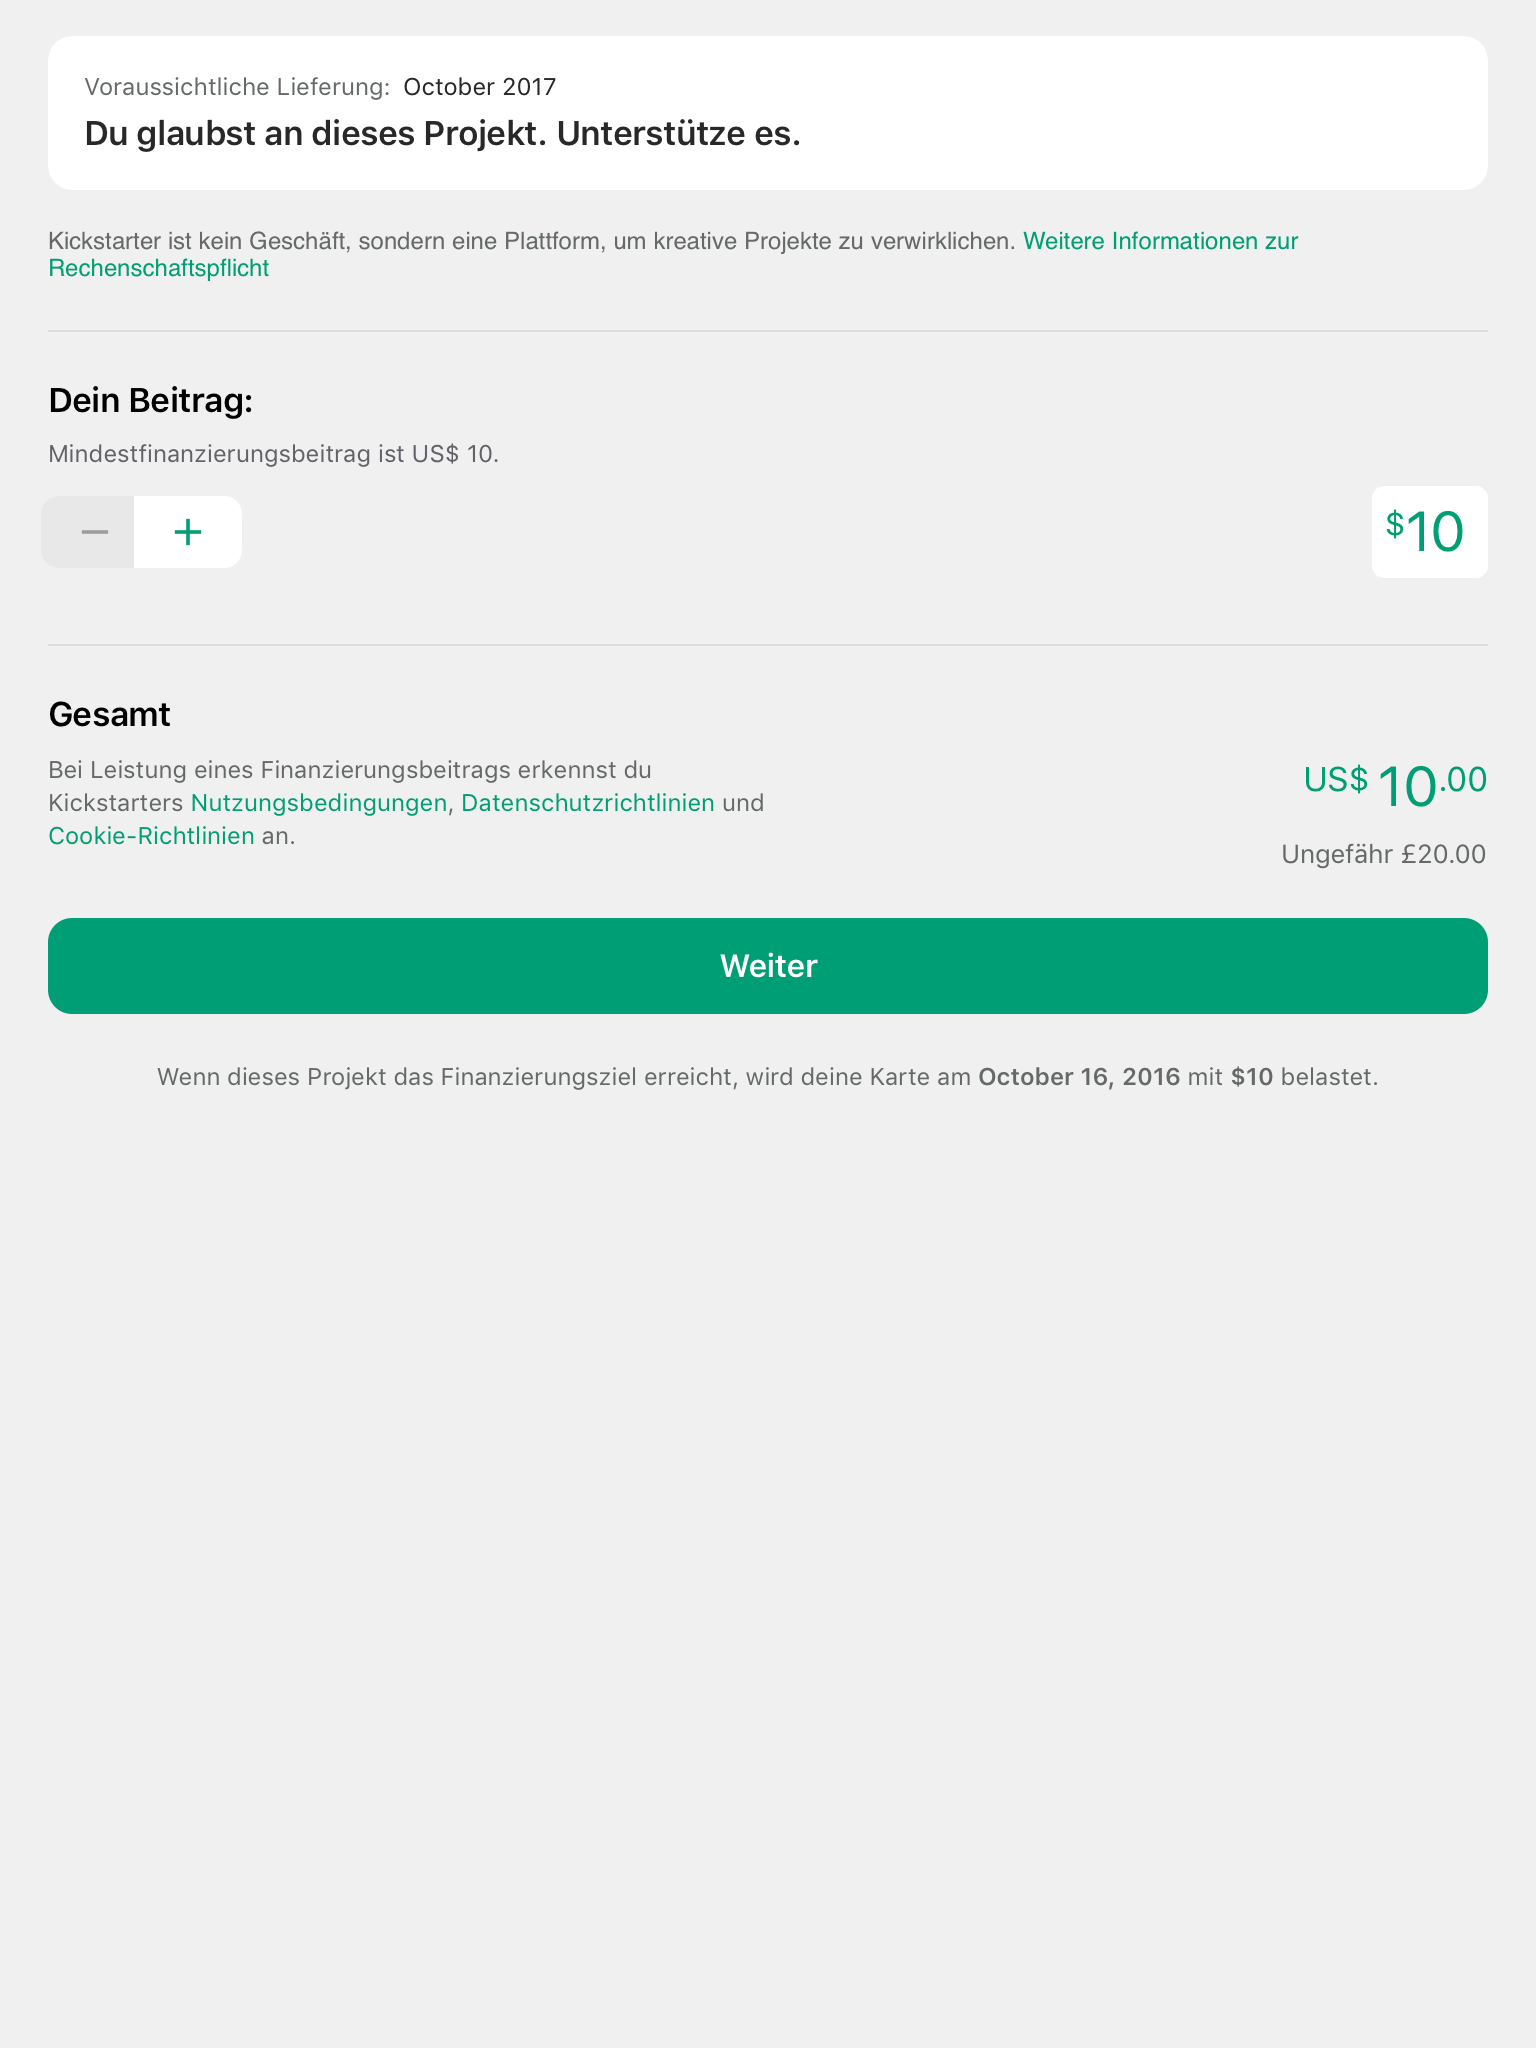 Voraussichtliche Lieferung: October 2017
Du glaubst an dieses Projekt. Unterstütze es.
Kickstarter ist kein Geschäft, sondern eine Plattform, um kreative Projekte zu verwirklichen. Weitere Informationen zur
Rechenschaftspflicht
Dein Beitrag:
Mindestfinanzierungsbeitrag ist US$ 10.
$10
Gesamt
Bei Leistung eines Finanzierungsbeitrags erkennst du
Kickstarters Nutzungsbedingungen, Datenschutzrichtlinien und
Cookie-Richtlinien an.
US$ 10.00
Ungefähr £20.00
Weiter
Wenn dieses Projekt das Finanzierungsziel erreicht, wird deine Karte am October 16, 2016 mit $10 belastet.